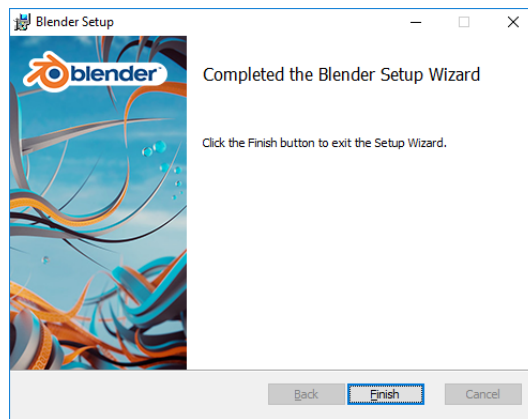 Blender Setup
blender
Completed the Blender Setup Wizard
Click the Finish button to exit the Setup Wizard.
Back
Finish
Cancel